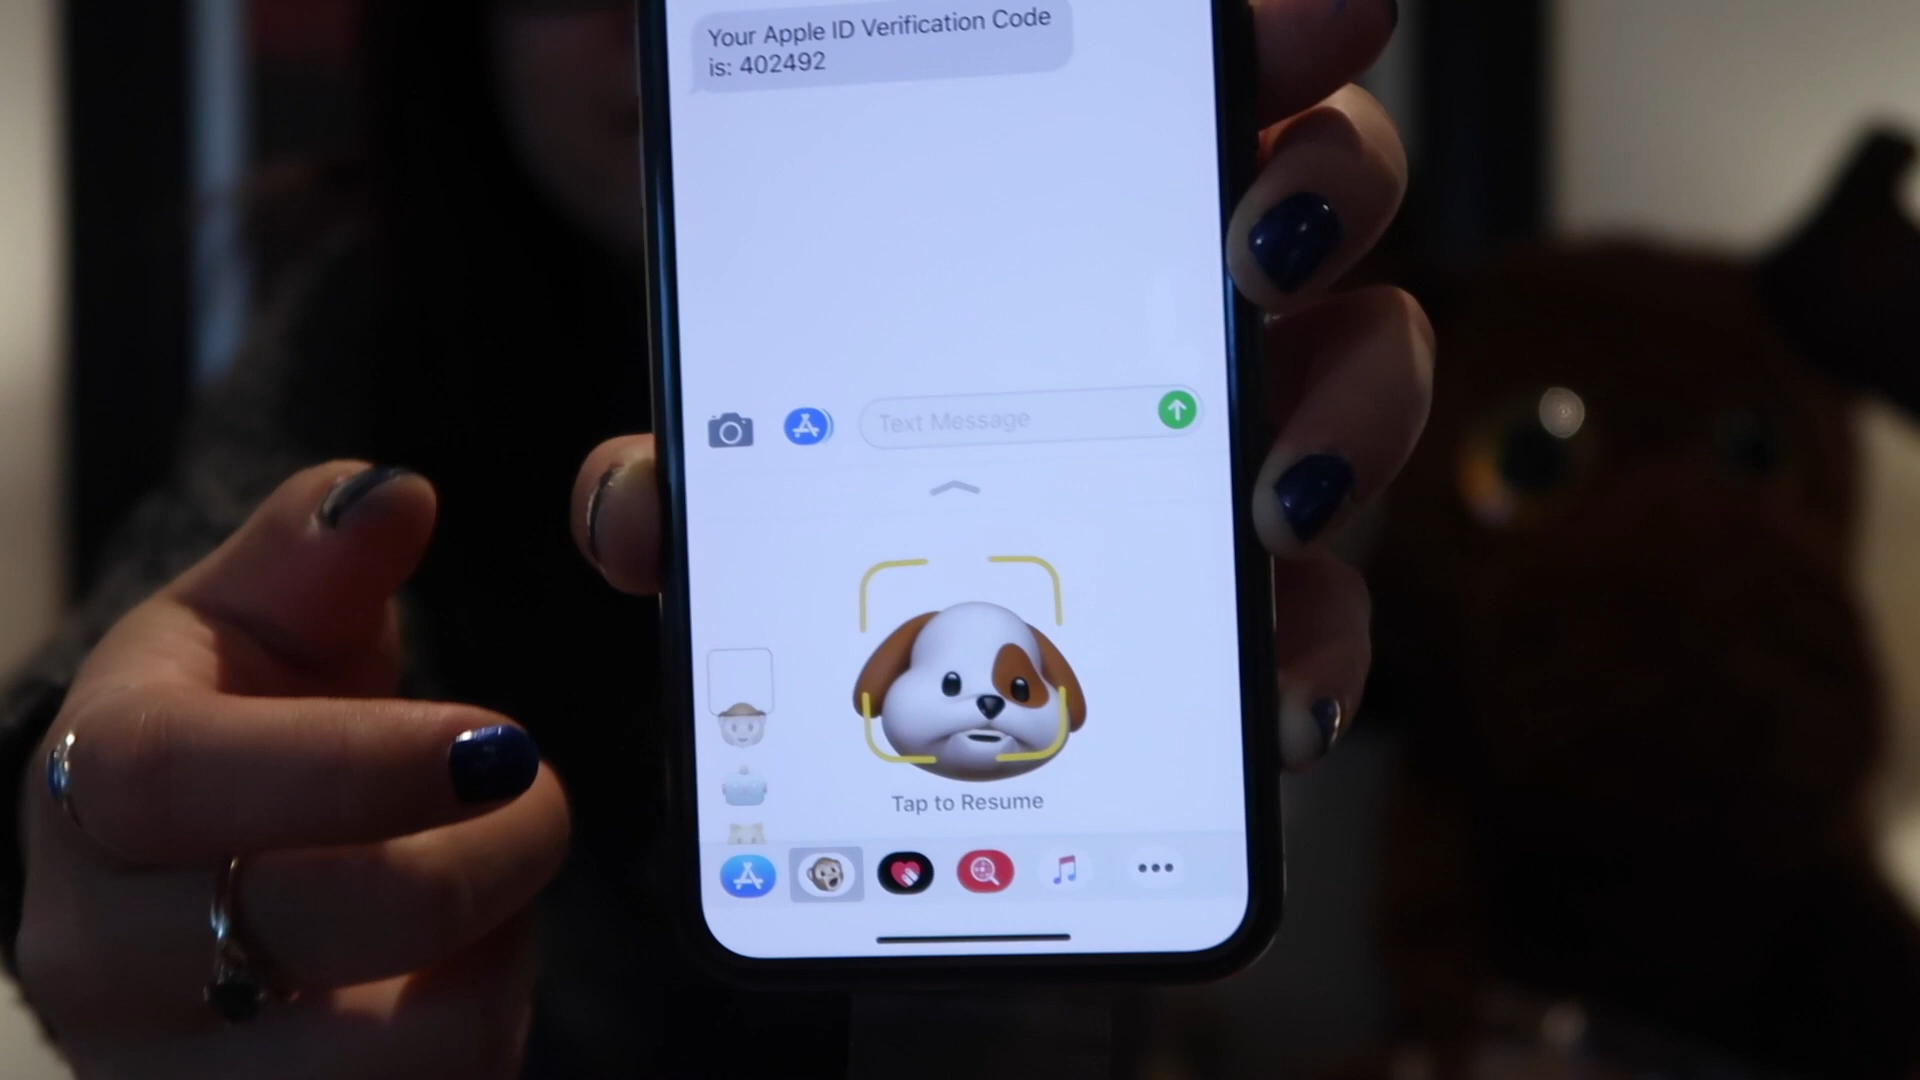 Your Apple ID Verification Code
is: 402492
Text Message
Tap to Resume